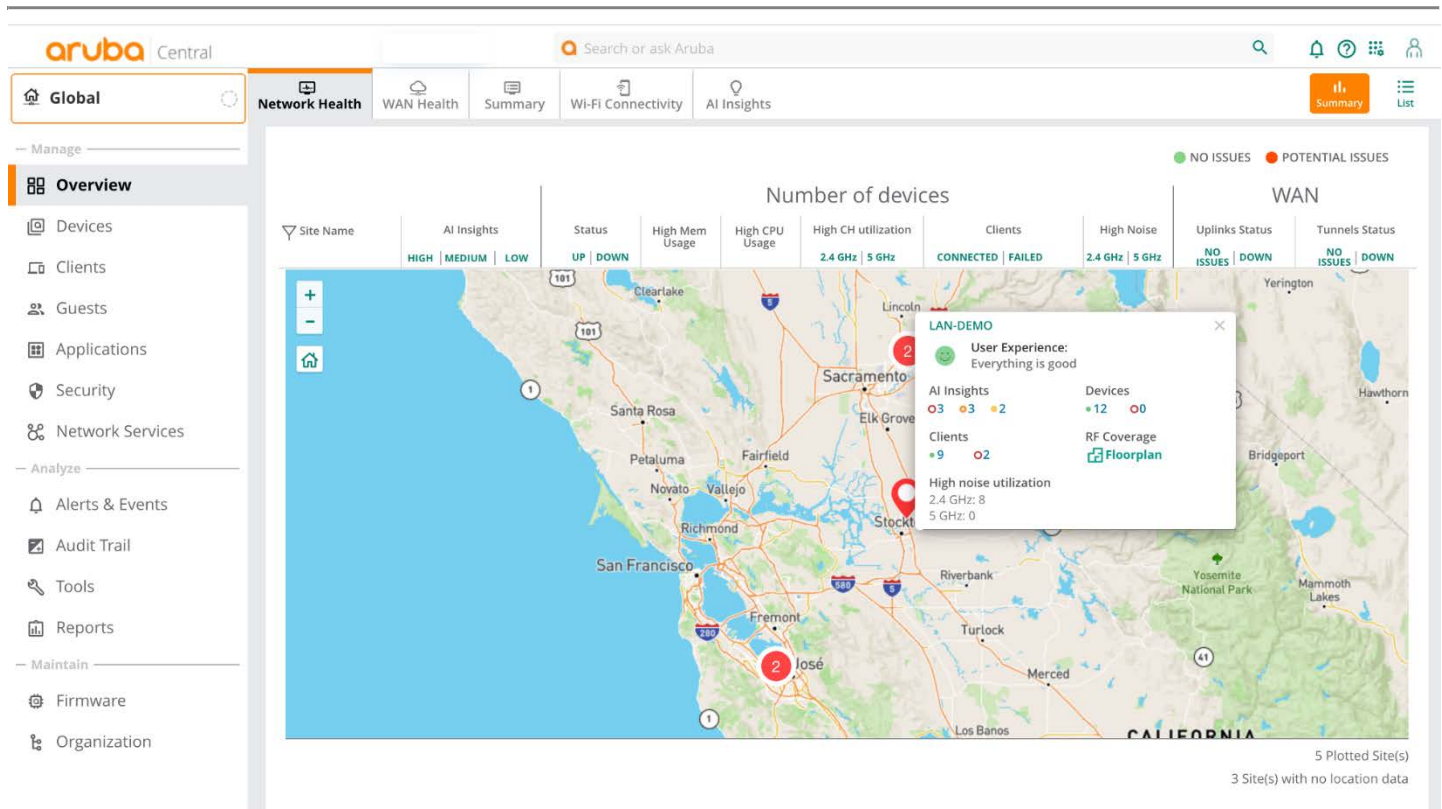 aruba Central
Search or ask Aruba
Global
Network Health
WAN Health
Summary
Wi-Fi Connectivity
AI Insights
Summary
List
Manage
Overview
Devices
Clients
Guests
Applications
Security
Network Services
Analyze
Alerts & Events
Audit Trail
Tools
Reports
Maintain
Firmware
Organization
NO ISSUES
POTENTIAL ISSUES
Number of devices
WAN
Site Name
AI Insights
HIGH | MEDIUM | LOW
Status
UP | DOWN
High Mem
Usage
High CPU
Usage
High CH utilization
2.4 GHz | 5 GHz
Clients
CONNECTED | FAILED
High Noise
2.4 GHz | 5 GHz
Uplinks Status
NO ISSUES | DOWN
Tunnels Status
NO ISSUES | DOWN
+
−
101
Clearlake
5
Lincoln
Yerington
101
2
Sacramento
1
Santa Rosa
Elk Grove
Hawthorn
Petaluma
Fairfield
Bridgeport
Novato
Vallejo
Richmond
Stockt
San Francisco
580
5
Riverbank
Yosemite
National Park
Mammoth
Lakes
Fremont
280
Turlock
2
José
Merced
41
1
Los Banos
CALIFORNIA
LAN-DEMO
User Experience:
Everything is good
AI Insights
3 3 2
Devices
12 0
Clients
9 2
RF Coverage
Floorplan
High noise utilization
2.4 GHz: 8
5 GHz: 0
5 Plotted Site(s)
3 Site(s) with no location data